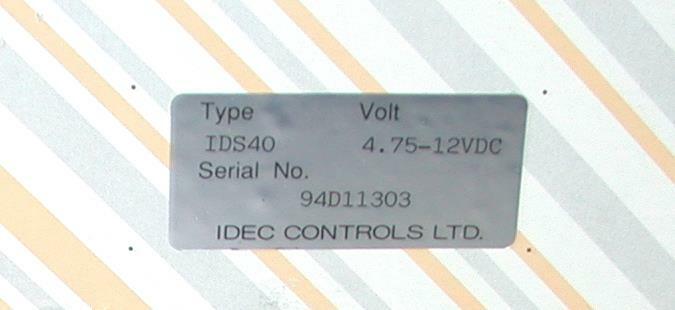 Type Volt
IDS40 4.75-12VDC
Serial No.
94D11303
IDEC CONTROLS LTD.